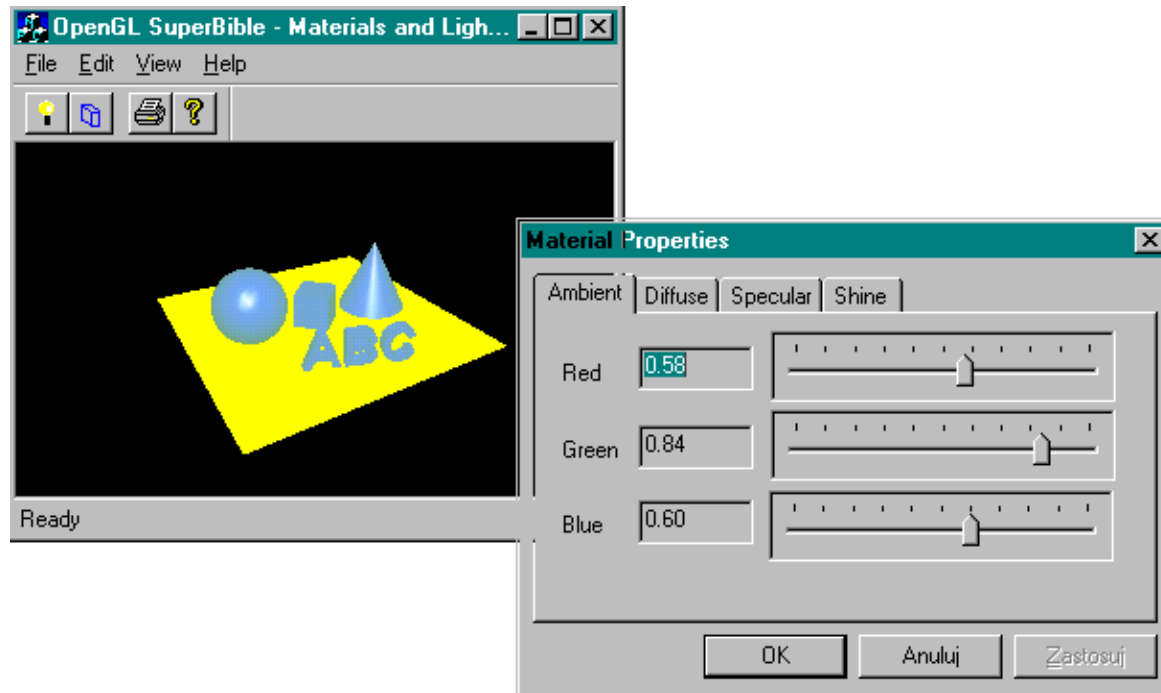 OpenGL SuperBible - Materials and Ligh...
File Edit View Help
ABC
Ready
Material Properties
Ambient Diffuse Specular Shine
Red 0.58
Green 0.84
Blue 0.60
OK Anuluj Zastosuj